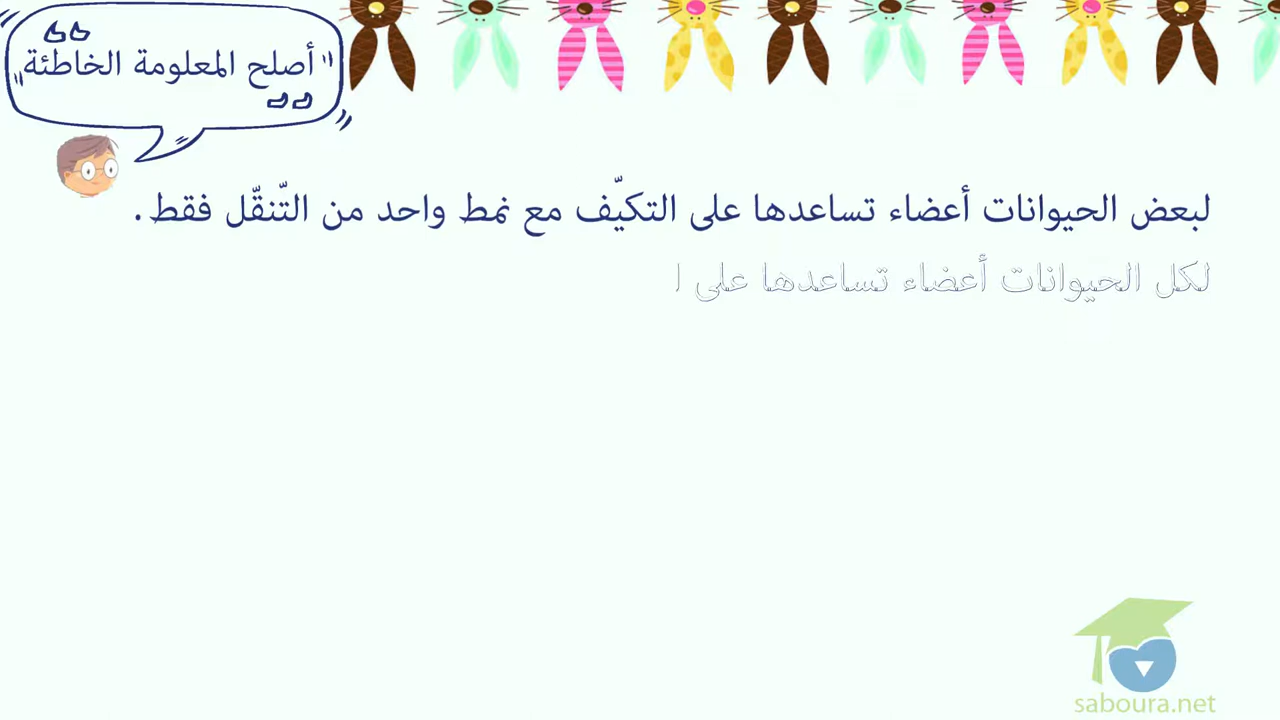 "أصلح المعلومة الخاطئة"
لبعض الحيوانات أعضاء تساعدها على التكيّف مع نمط واحد من التّنقّل فقط.
لكل الحيوانات أعضاء تساعدها على ا
saboura.net